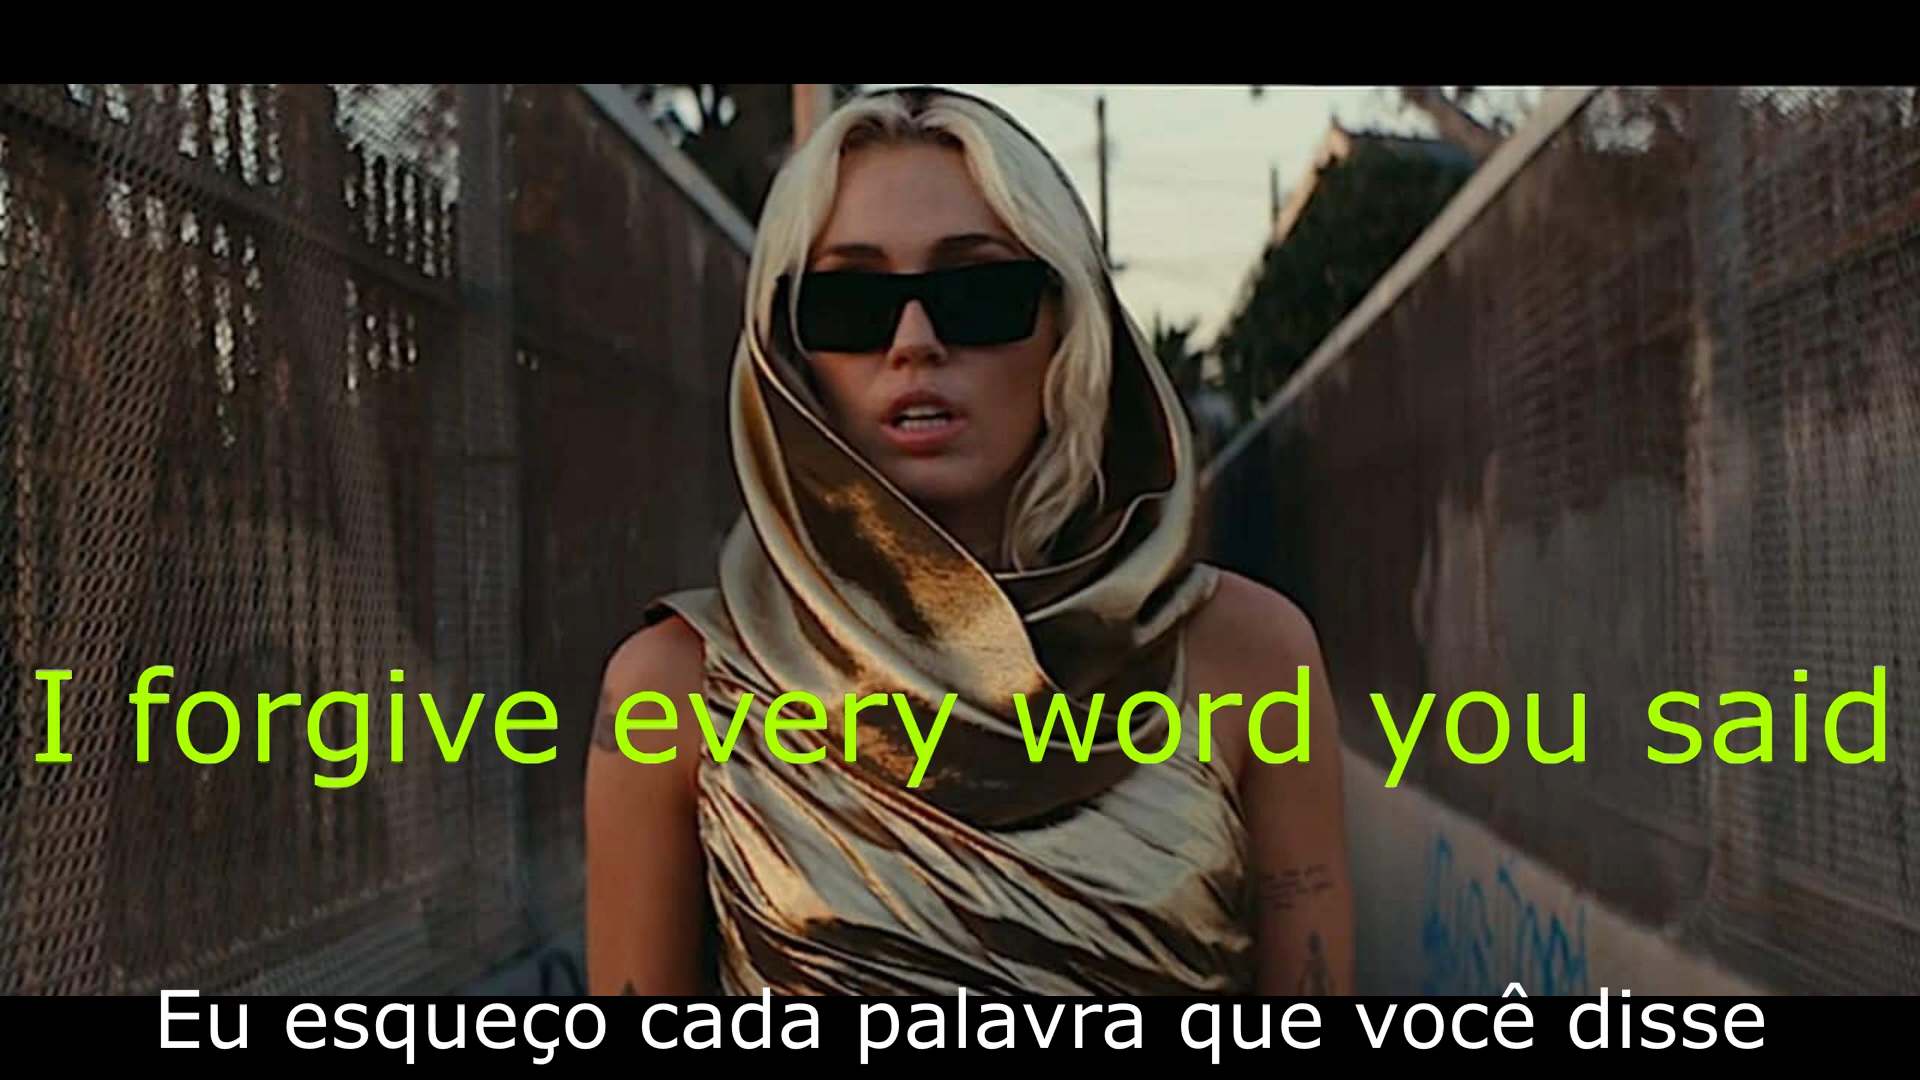 I forgive every word you said
Eu esqueço cada palavra que você disse